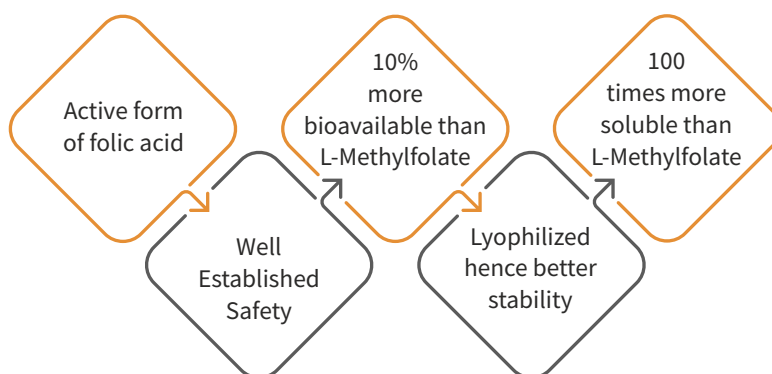 Active form
of folic acid
Well
Established
Safety
10%
more
bioavailable than
L-Methylfolate
Lyophilized
hence better
stability
100
times more
soluble than
L-Methylfolate